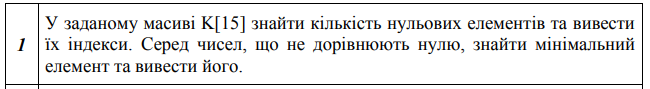 1
У заданому масиві K[15] знайти кількість нульових елементів та вивести
їх індекси. Серед чисел, що не дорівнюють нулю, знайти мінімальний
елемент та вивести його.